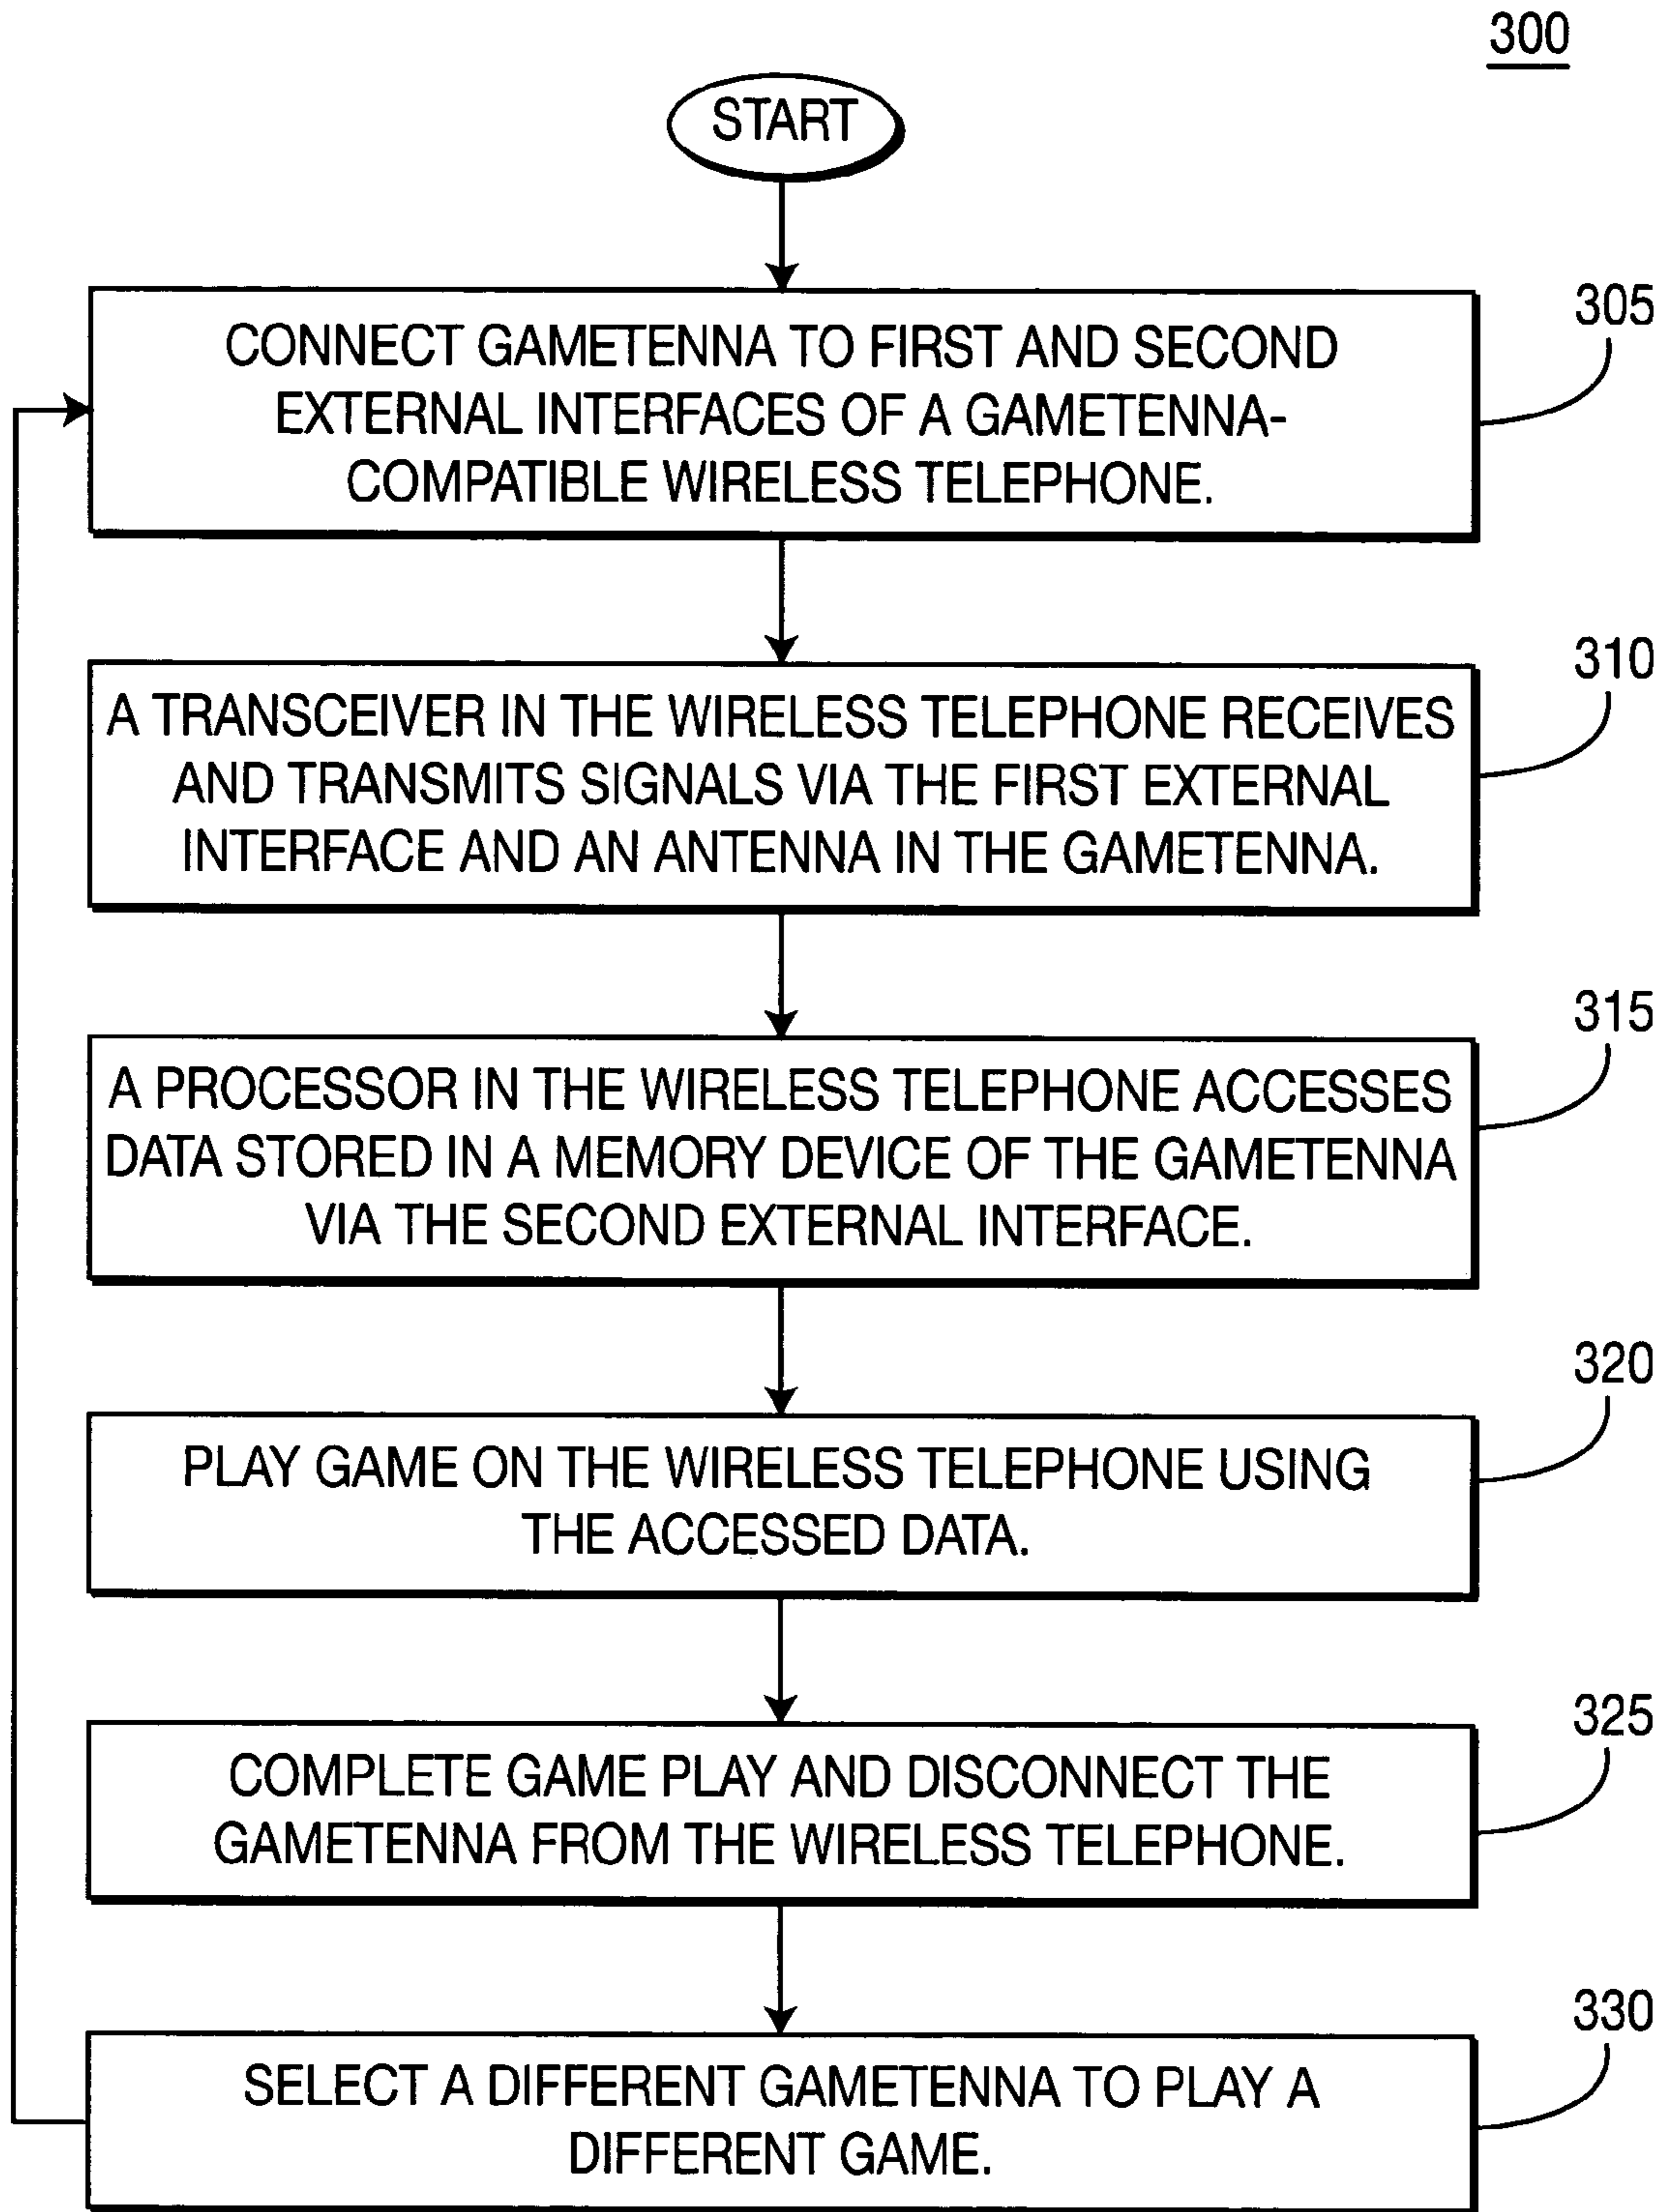 300
START
305
CONNECT GAMETENNA TO FIRST AND SECOND
EXTERNAL INTERFACES OF A GAMETENNA-
COMPATIBLE WIRELESS TELEPHONE.
310
A TRANSCEIVER IN THE WIRELESS TELEPHONE RECEIVES
AND TRANSMITS SIGNALS VIA THE FIRST EXTERNAL
INTERFACE AND AN ANTENNA IN THE GAMETENNA.
315
A PROCESSOR IN THE WIRELESS TELEPHONE ACCESSES
DATA STORED IN A MEMORY DEVICE OF THE GAMETENNA
VIA THE SECOND EXTERNAL INTERFACE.
320
PLAY GAME ON THE WIRELESS TELEPHONE USING
THE ACCESSED DATA.
325
COMPLETE GAME PLAY AND DISCONNECT THE
GAMETENNA FROM THE WIRELESS TELEPHONE.
330
SELECT A DIFFERENT GAMETENNA TO PLAY A
DIFFERENT GAME.